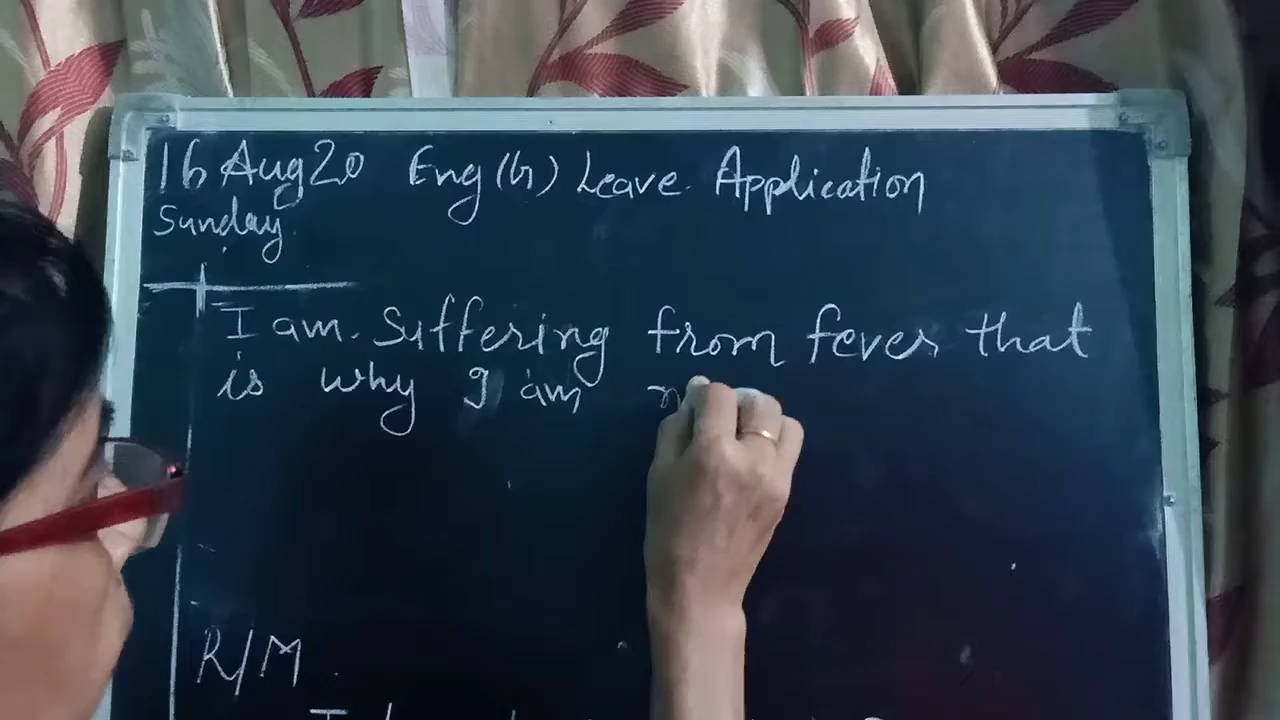 16 Aug 20 Eng (G) Leave Application
Sunday
I am. Suffering from fever that
is why I am
R/M